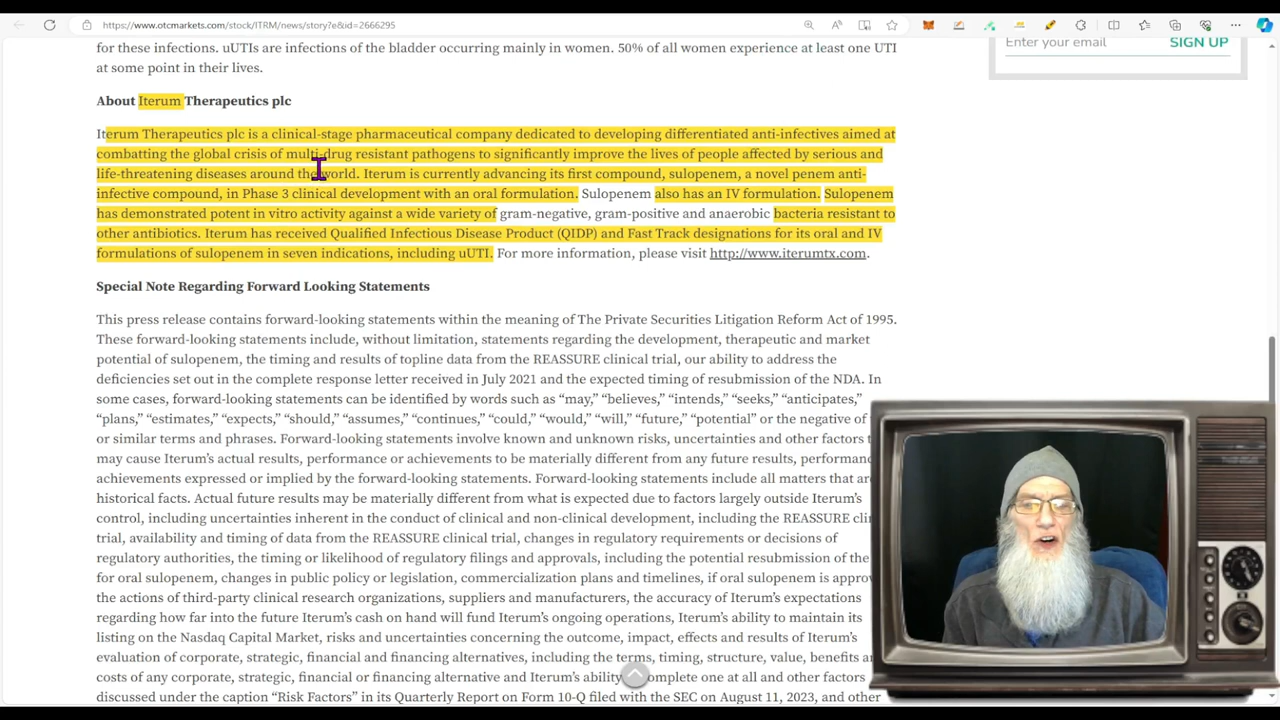 https://www.otcmarkets.com/stock/ITRM/news/story?e&id=2666295
for these infections. uUTIs are infections of the bladder occurring mainly in women. 50% of all women experience at least one UTI
at some point in their lives.
Enter your email SIGN UP
About Iterum Therapeutics plc
Iterum Therapeutics plc is a clinical-stage pharmaceutical company dedicated to developing differentiated anti-infectives aimed at
combatting the global crisis of multi-drug resistant pathogens to significantly improve the lives of people affected by serious and
life-threatening diseases around the world. Iterum is currently advancing its first compound, sulopenem, a novel penem anti-
infective compound, in Phase 3 clinical development with an oral formulation. Sulopenem also has an IV formulation. Sulopenem
has demonstrated potent in vitro activity against a wide variety of gram-negative, gram-positive and anaerobic bacteria resistant to
other antibiotics. Iterum has received Qualified Infectious Disease Product (QIDP) and Fast Track designations for its oral and IV
formulations of sulopenem in seven indications, including uUTI. For more information, please visit http://www.iterumtx.com.
Special Note Regarding Forward Looking Statements
This press release contains forward-looking statements within the meaning of The Private Securities Litigation Reform Act of 1995.
These forward-looking statements include, without limitation, statements regarding the development, therapeutic and market
potential of sulopenem, the timing and results of topline data from the REASSURE clinical trial, our ability to address the
deficiencies set out in the complete response letter received in July 2021 and the expected timing of resubmission of the NDA. In
some cases, forward-looking statements can be identified by words such as “may,” “believes,” “intends,” “seeks,” “anticipates,”
“plans,” “estimates,” “expects,” “should,” “assumes,” “continues,” “could,” “would,” “will,” “future,” “potential” or the negative of
or similar terms and phrases. Forward-looking statements involve known and unknown risks, uncertainties and other factors
may cause Iterum’s actual results, performance or achievements to be materially different from any future results,
achievements expressed or implied by the forward-looking statements. Forward-looking statements include all matters that
historical facts. Actual future results may be materially different from what is expected due to factors largely outside Iterum’s
control, including uncertainties inherent in the conduct of clinical and non-clinical development, including the REASSURE
trial, availability and timing of data from the REASSURE clinical trial, changes in regulatory requirements or decisions of
regulatory authorities, the timing or likelihood of regulatory filings and approvals, including the potential resubmission of the
for oral sulopenem, changes in public policy or legislation, commercialization plans and timelines, if oral sulopenem is
the actions of third-party clinical research organizations, suppliers and manufacturers, the accuracy of Iterum’s expectations
regarding how far into the future Iterum’s cash on hand will fund Iterum’s ongoing operations, Iterum’s ability to maintain its
listing on the Nasdaq Capital Market, risks and uncertainties concerning the outcome, impact, effects and results of Iterum’s
evaluation of corporate, strategic, financial and financing alternatives, including the terms, timing, structure, value, benefits
costs of any corporate, strategic, financial or financing alternative and Iterum’s ability complete one at all and other factors
discussed under the caption “Risk Factors” in its Quarterly Report on Form 10-Q filed with the SEC on August 11, 2023, and other